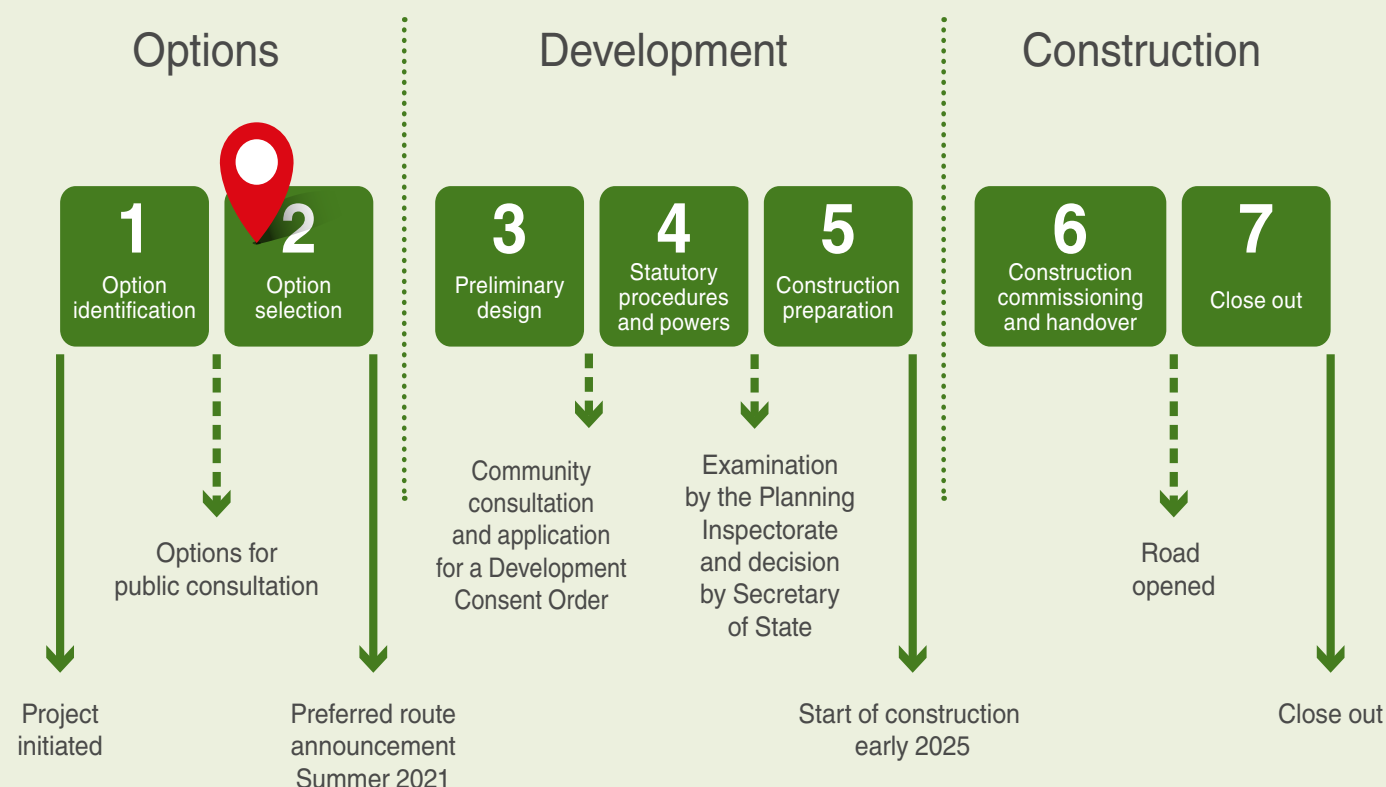 Options
Development
Construction
1
Option
identification
2
Option
selection
3
Preliminary
design
4
Statutory
procedures
and powers
5
Construction
preparation
6
Construction
commissioning
and handover
7
Close out
Options for
public consultation
Community
consultation
and application
for a Development
Consent Order
Examination
by the Planning
Inspectorate
and decision
by Secretary
of State
Road
opened
Project
initiated
Preferred route
announcement
Summer 2021
Start of construction
early 2025
Close out